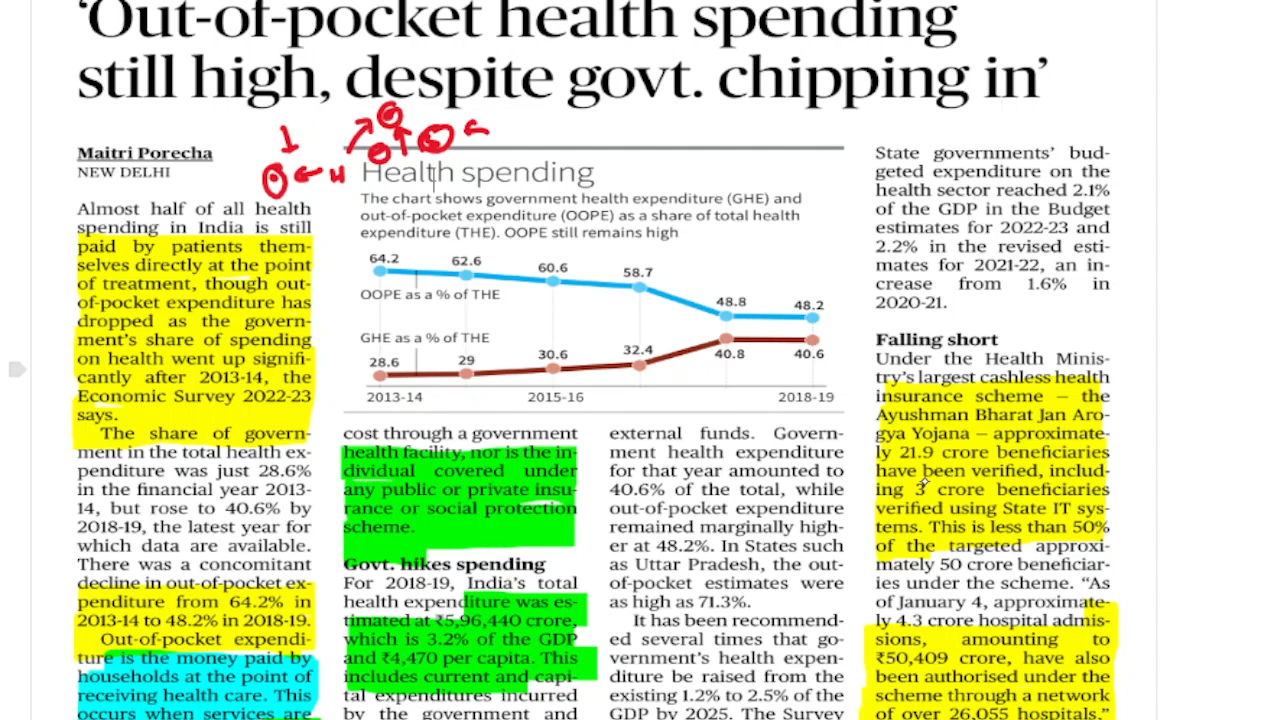 ‘Out-of-pocket health spending
still high, despite govt. chipping in’
Maitri Porecha
NEW DELHI
Almost half of all health
spending in India is still
paid by patients them-
selves directly at the point
of treatment, though out-
of-pocket expenditure has
dropped as the govern-
ment’s share of spending
on health went up signifi-
cantly after 2013-14, the
Economic Survey 2022-23
says.
The share of govern-
ment in the total health ex-
penditure was just 28.6%
in the financial year 2013-
14, but rose to 40.6% by
2018-19, the latest year for
which data are available.
There was a concomitant
decline in out-of-pocket ex-
penditure from 64.2% in
2013-14 to 48.2% in 2018-19.
Out-of-pocket expendi-
ture is the money paid by
households at the point of
receiving health care. This
occurs when services are
Health spending
The chart shows government health expenditure (GHE) and
out-of-pocket expenditure (OOPE) as a share of total health
expenditure (THE). OOPE still remains high
64.2 62.6 60.6 58.7 48.8 48.2
OOPE as a % of THE
GHE as a % of THE
28.6 29 30.6 32.4 40.8 40.6
2013-14 2015-16 2018-19
cost through a government
health facility, nor is the in-
dividual covered under
any public or private insu-
rance or social protection
scheme.
Govt. hikes spending
For 2018-19, India’s total
health expenditure was es-
timated at ₹5,96,440 crore,
which is 3.2% of the GDP
and ₹4,470 per capita. This
includes current and capi-
tal expenditures incurred
by the government and
external funds. Govern-
ment health expenditure
for that year amounted to
40.6% of the total, while
out-of-pocket expenditure
remained marginally high-
er at 48.2%. In States such
as Uttar Pradesh, the out-
of-pocket estimates were
as high as 71.3%.
It has been recommend-
ed several times that go-
vernment’s health expen-
diture be raised from the
existing 1.2% to 2.5% of the
GDP by 2025. The Survey
State governments’ bud-
geted expenditure on the
health sector reached 2.1%
of the GDP in the Budget
estimates for 2022-23 and
2.2% in the revised esti-
mates for 2021-22, an in-
crease from 1.6% in
2020-21.
Falling short
Under the Health Minis-
try’s largest cashless health
insurance scheme – the
Ayushman Bharat Jan Aro-
gya Yojana – approximate-
ly 21.9 crore beneficiaries
have been verified, includ-
ing 3 crore beneficiaries
verified using State IT sys-
tems. This is less than 50%
of the targeted approxi-
mately 50 crore beneficiar-
ies under the scheme. “As
of January 4, approximate-
ly 4.3 crore hospital admis-
sions, amounting to
₹50,409 crore, have also
been authorised under the
scheme through a network
of over 26,055 hospitals.”